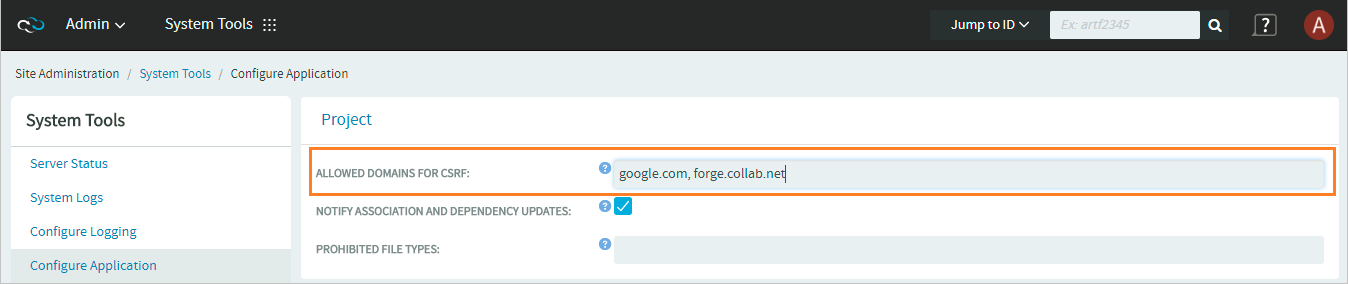 Admin System Tools Jump to ID Ex: artf2345 ? A
Site Administration / System Tools / Configure Application
System Tools
Server Status
System Logs
Configure Logging
Configure Application
Project
ALLOWED DOMAINS FOR CSRF: ? google.com, forge.collab.net
NOTIFY ASSOCIATION AND DEPENDENCY UPDATES: ?
PROHIBITED FILE TYPES: ?